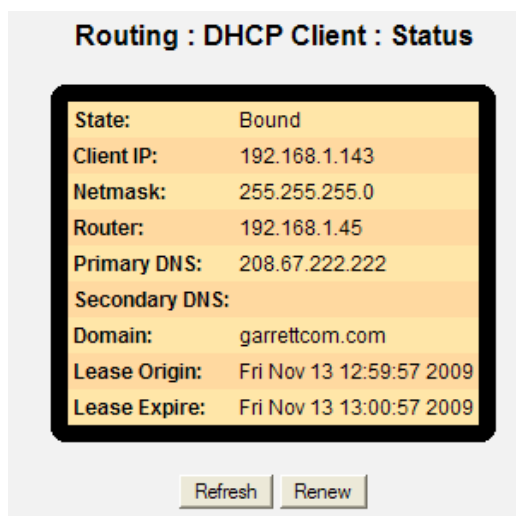 Routing : DHCP Client : Status
State: Bound
Client IP: 192.168.1.143
Netmask: 255.255.255.0
Router: 192.168.1.45
Primary DNS: 208.67.222.222
Secondary DNS:
Domain: garrettcom.com
Lease Origin: Fri Nov 13 12:59:57 2009
Lease Expire: Fri Nov 13 13:00:57 2009
Refresh Renew